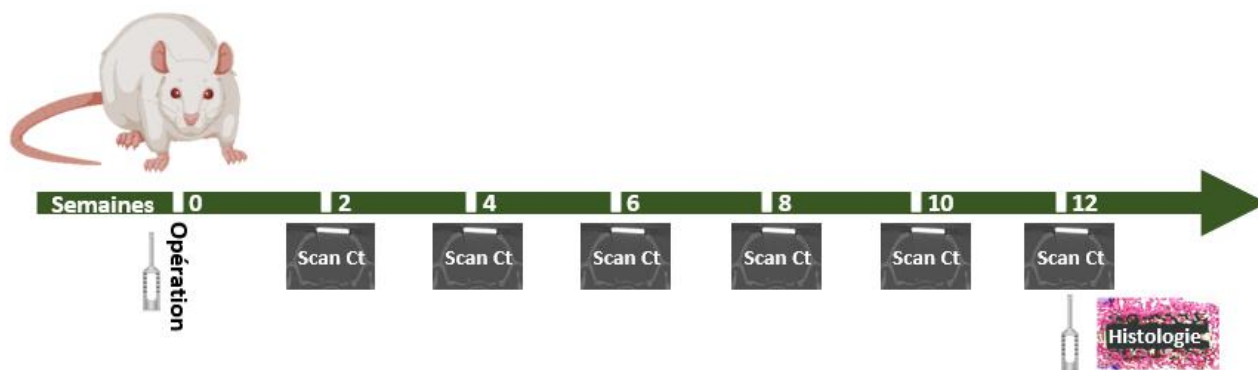 Semaines 0 2 4 6 8 10 12
Opération
Scan Ct Scan Ct Scan Ct Scan Ct Scan Ct Scan Ct
Histologie